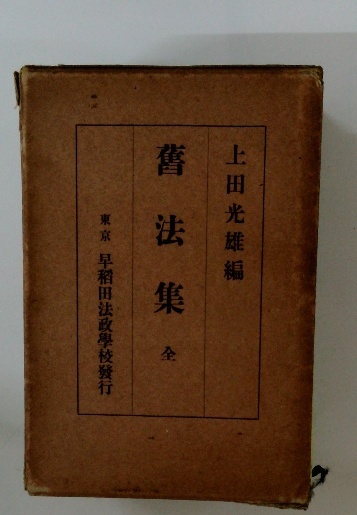 上田光雄編
舊法集 全
東京 早稻田法政學校發行